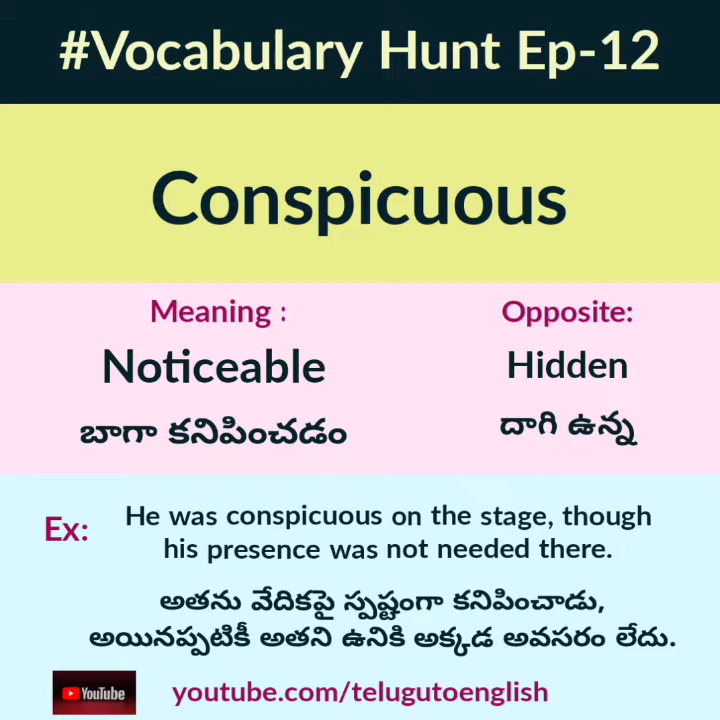 #Vocabulary Hunt Ep-12
Conspicuous
Meaning :
Noticeable
బాగా కనిపించడం
Opposite:
Hidden
దాగి ఉన్న
Ex:
He was conspicuous on the stage, though
his presence was not needed there.
అతను వేదికపై స్పష్టంగా కనిపించాడు,
అయినప్పటికీ అతని ఉనికి అక్కడ అవసరం లేదు.
YouTube
youtube.com/telugutoenglish